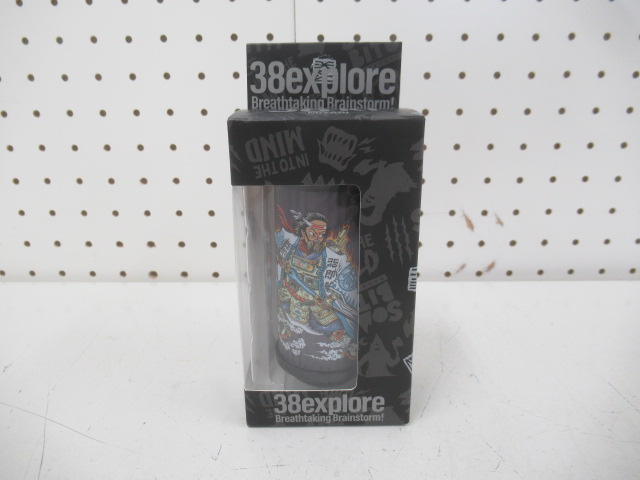 38explore
Breathtaking Brainstorm!
INTO THE
MIND
38explore
Breathtaking Brainstorm!